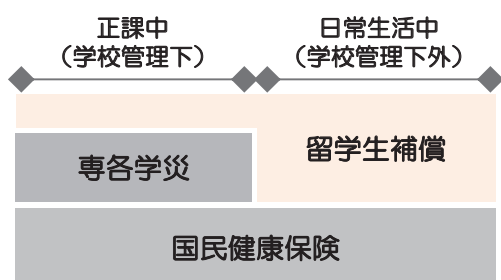 正課中
（学校管理下）
日常生活中
（学校管理下外）
留学生補償
専各学災
国民健康保険